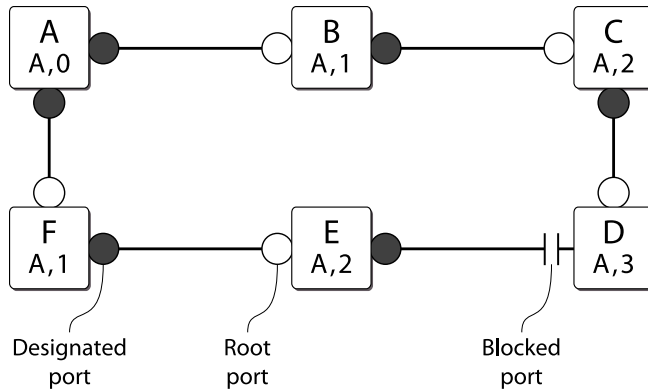 A
A,0
B
A,1
C
A,2
F
A,1
E
A,2
D
A,3
Designated
port
Root
port
Blocked
port